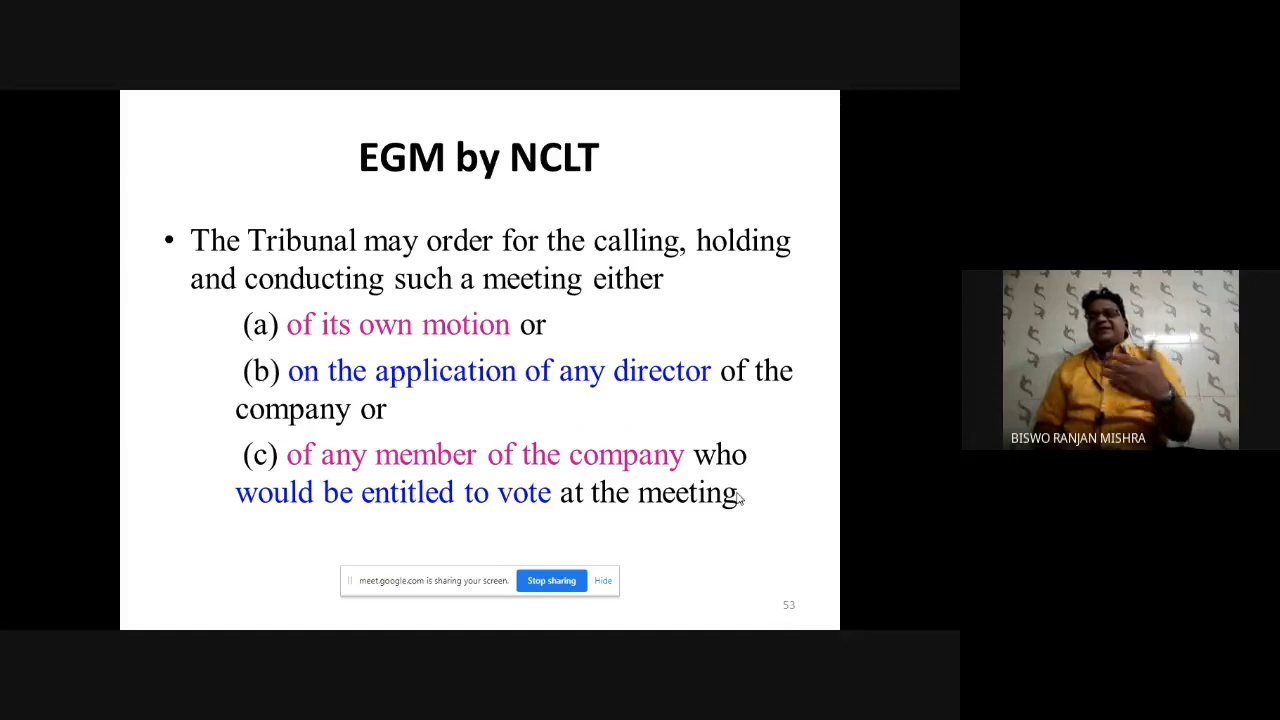 EGM by NCLT
• The Tribunal may order for the calling, holding
and conducting such a meeting either
(a) of its own motion or
(b) on the application of any director of the
company or
(c) of any member of the company who
would be entitled to vote at the meeting
meet.google.com is sharing your screen. Stop sharing Hide
53
BISWO RANJAN MISHRA